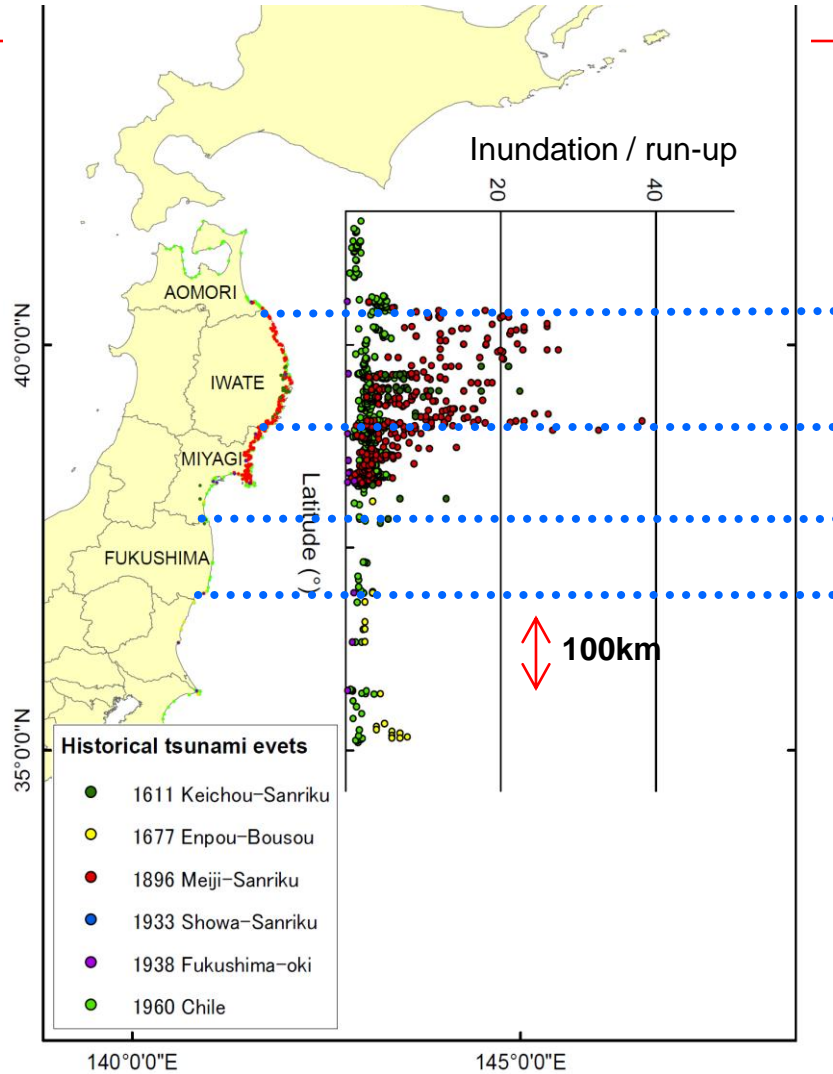 Inundation / run-up
20
40
AOMORI
40°0'0"N
IWATE
MIYAGI
Latitude (°)
FUKUSHIMA
100km
35°0'0"N
Historical tsunami evets
1611 Keichou-Sanriku
1677 Enpou-Bousou
1896 Meiji-Sanriku
1933 Showa-Sanriku
1938 Fukushima-oki
1960 Chile
140°0'0"E
145°0'0"E